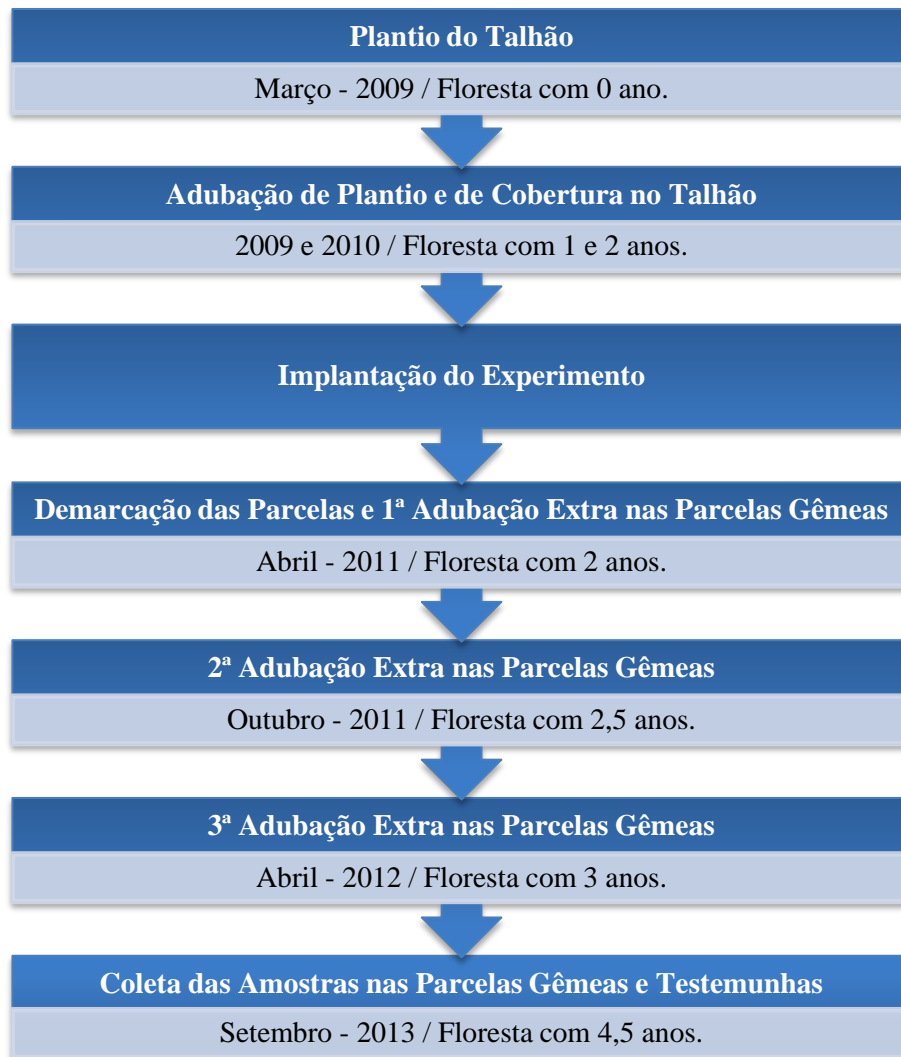 Plantio do Talhão
Março - 2009 / Floresta com 0 ano.
Adubação de Plantio e de Cobertura no Talhão
2009 e 2010 / Floresta com 1 e 2 anos.
Implantação do Experimento
Demarcação das Parcelas e 1ª Adubação Extra nas Parcelas Gêmeas
Abril - 2011 / Floresta com 2 anos.
2ª Adubação Extra nas Parcelas Gêmeas
Outubro - 2011 / Floresta com 2,5 anos.
3ª Adubação Extra nas Parcelas Gêmeas
Abril - 2012 / Floresta com 3 anos.
Coleta das Amostras nas Parcelas Gêmeas e Testemunhas
Setembro - 2013 / Floresta com 4,5 anos.